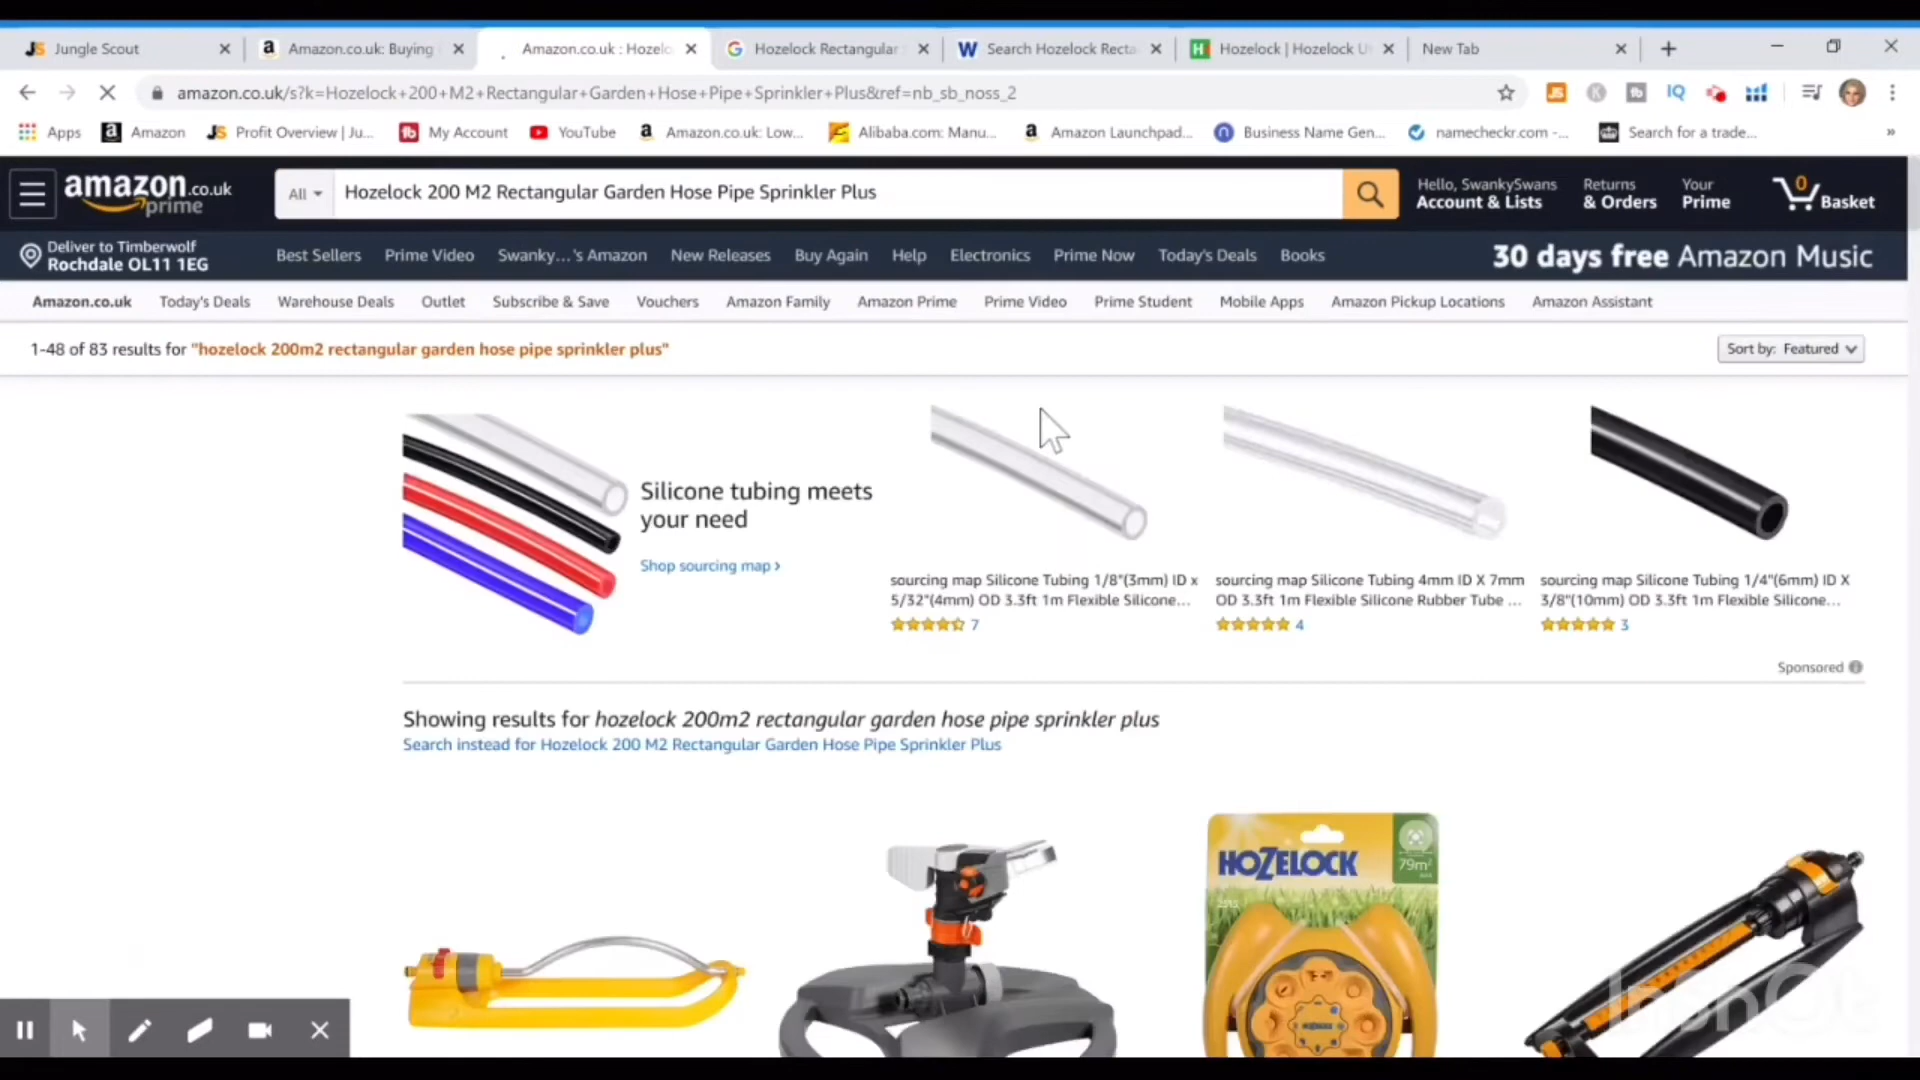 Jungle Scout
Amazon.co.uk: Buying
Amazon.co.uk : Hozelo
Hozelock Rectangular
Search Hozelock Recta
Hozelock | Hozelock U
New Tab
amazon.co.uk/s?k=Hozelock+200+M2+Rectangular+Garden+Hose+Pipe+Sprinkler+Plus&ref=nb_sb_noss_2
Apps
Amazon
Profit Overview | Ju...
My Account
YouTube
Amazon.co.uk: Low...
Alibaba.com: Manu...
Amazon Launchpad...
Business Name Gen...
namecheckr.com -...
Search for a trade...
amazon.co.uk
prime
All
Hozelock 200 M2 Rectangular Garden Hose Pipe Sprinkler Plus
Hello, SwankySwans
Account & Lists
Returns
& Orders
Your
Prime
0
Basket
Deliver to Timberwolf
Rochdale OL11 1EG
Best Sellers
Prime Video
Swanky...'s Amazon
New Releases
Buy Again
Help
Electronics
Prime Now
Today's Deals
Books
30 days free Amazon Music
Amazon.co.uk
Today's Deals
Warehouse Deals
Outlet
Subscribe & Save
Vouchers
Amazon Family
Amazon Prime
Prime Video
Prime Student
Mobile Apps
Amazon Pickup Locations
Amazon Assistant
1-48 of 83 results for "hozelock 200m2 rectangular garden hose pipe sprinkler plus"
Sort by: Featured
Silicone tubing meets
your need
Shop sourcing map ›
sourcing map Silicone Tubing 1/8"(3mm) ID x
5/32"(4mm) OD 3.3ft 1m Flexible Silicone...
7
sourcing map Silicone Tubing 4mm ID X 7mm
OD 3.3ft 1m Flexible Silicone Rubber Tube ...
4
sourcing map Silicone Tubing 1/4"(6mm) ID X
3/8"(10mm) OD 3.3ft 1m Flexible Silicone...
3
Sponsored
Showing results for hozelock 200m2 rectangular garden hose pipe sprinkler plus
Search instead for Hozelock 200 M2 Rectangular Garden Hose Pipe Sprinkler Plus
HOZELOCK
79m²